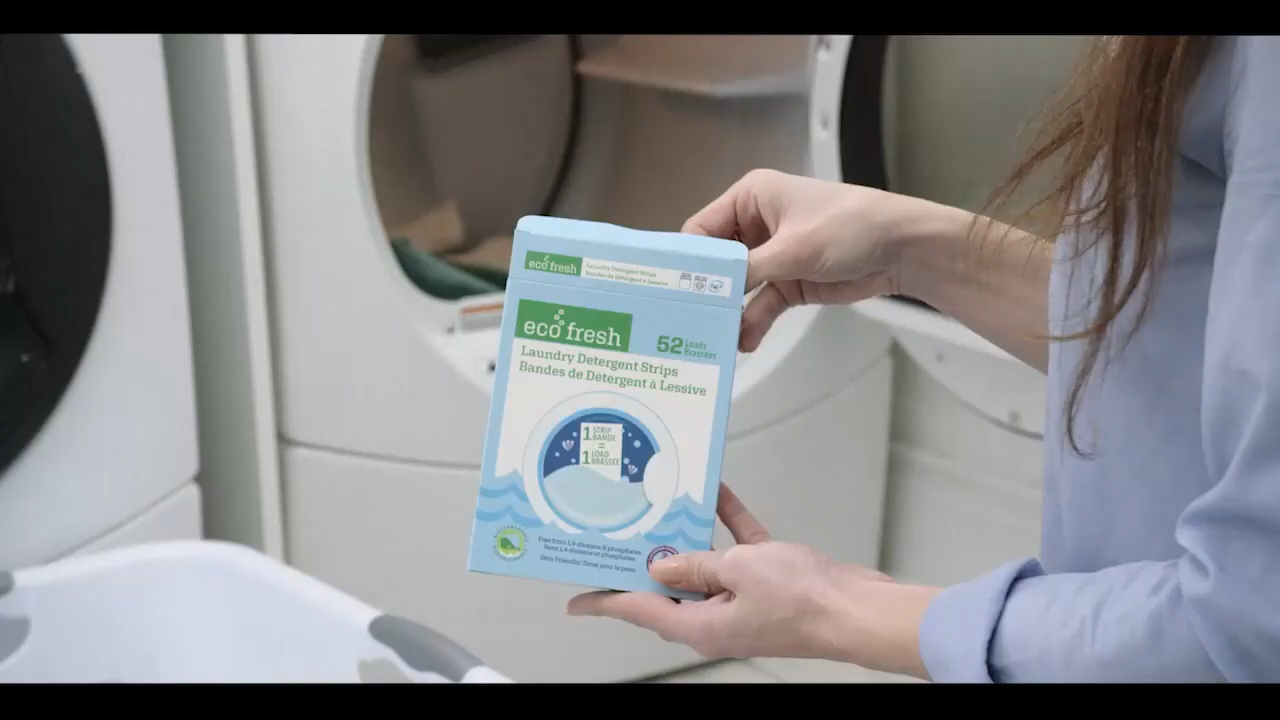 eco fresh
Laundry Detergent Strips
Bandes de Détergent à Lessive
eco fresh
52 Loads
Brassées
Laundry Detergent Strips
Bandes de Détergent à Lessive
1 STRIP
BANDE
=
1 LOAD
BRASSÉE
Free from 1,4-dioxane & phosphates
Sans 1,4-dioxane et phosphates
Skin Friendly/ Doux pour la peau